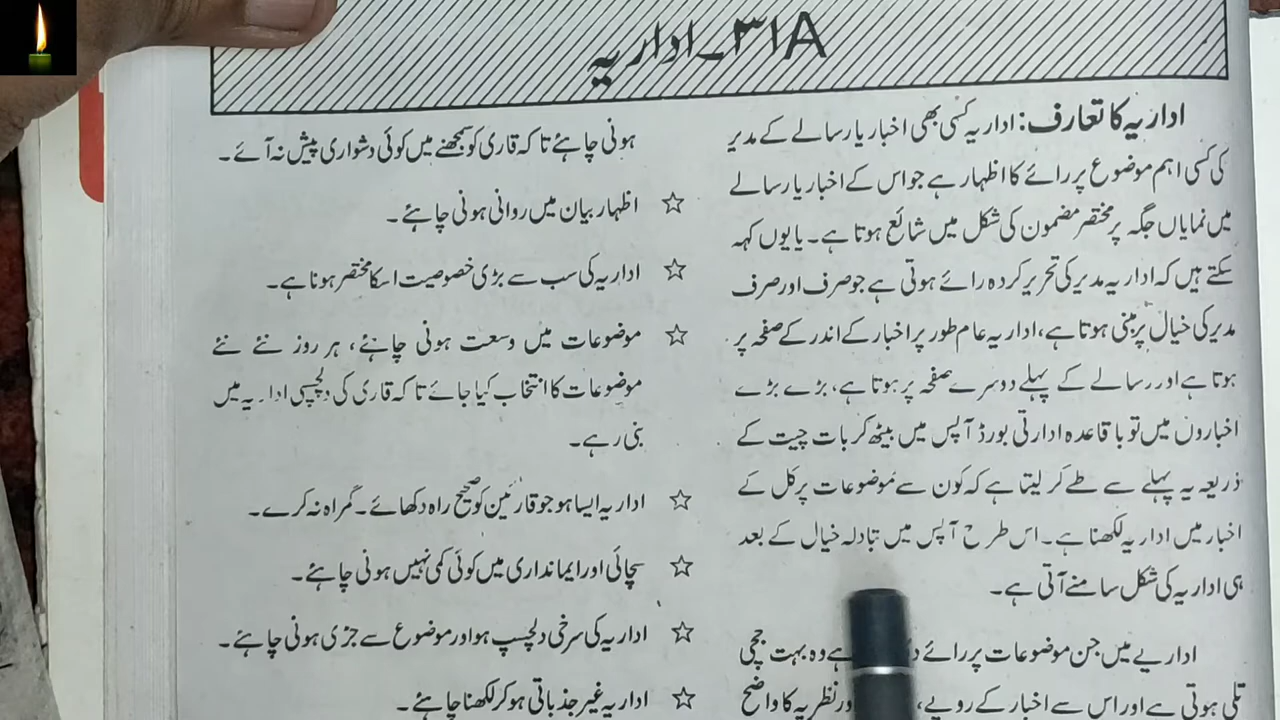 ۳۱A۔اداریہ
اداریہ کا تعارف: اداریہ کسی بھی اخبار یا رسالے کے مدیر
کی کسی اہم موضوع پر رائے کا اظہار ہے جو اس کے اخبار یا رسالے
میں نمایاں جگہ پر مختصر مضمون کی شکل میں شائع ہوتا ہے۔ یا یوں کہہ
سکتے ہیں کہ اداریہ مدیر کی تحریر کردہ رائے ہوتی ہے جو صرف اور صرف
مدیر کی خیال پر مبنی ہوتا ہے، اداریہ عام طور پر اخبار کے اندر کے صفحہ پر
ہوتا ہے اور رسالے کے پہلے دوسرے صفحہ پر ہوتا ہے، بڑے بڑے
اخباروں میں تو باقاعدہ ادارتی بورڈ آپس میں بیٹھ کر بات چیت کے
ذریعہ یہ پہلے سے طے کر لیتا ہے کہ کون سے موضوعات پر کل کے
اخبار میں اداریہ لکھنا ہے۔ اس طرح آپس میں تبادلہ خیال کے بعد
ہی اداریہ کی شکل سامنے آتی ہے۔
اداریے میں جن موضوعات پر رائے ہے وہ بہت جچی
تلی ہوتی ہے اور اس سے اخبار کے رویے، ور نظریہ کا واضح
ہونی چاہئے تاکہ قاری کو سمجھنے میں کوئی دشواری پیش نہ آئے۔
☆ اظہار بیان میں روانی ہونی چاہئے۔
☆ اداریہ کی سب سے بڑی خصوصیت اسکا مختصر ہونا ہے۔
☆ موضوعات میں وسعت ہونی چاہئے، ہر روز نئے نئے
موضوعات کا انتخاب کیا جائے تاکہ قاری کی دلچسپی اداریہ میں
بنی رہے۔
☆ اداریہ ایسا ہو جو قارئین کو صحیح راہ دکھائے۔ گمراہ نہ کرے۔
☆ سچائی اور ایمانداری میں کوئی کمی نہیں ہونی چاہئے۔
☆ اداریہ کی سرخی دلچسپ ہو اور موضوع سے جڑی ہونی چاہئے۔
☆ اداریہ غیر جذباتی ہو کر لکھنا چاہئے۔